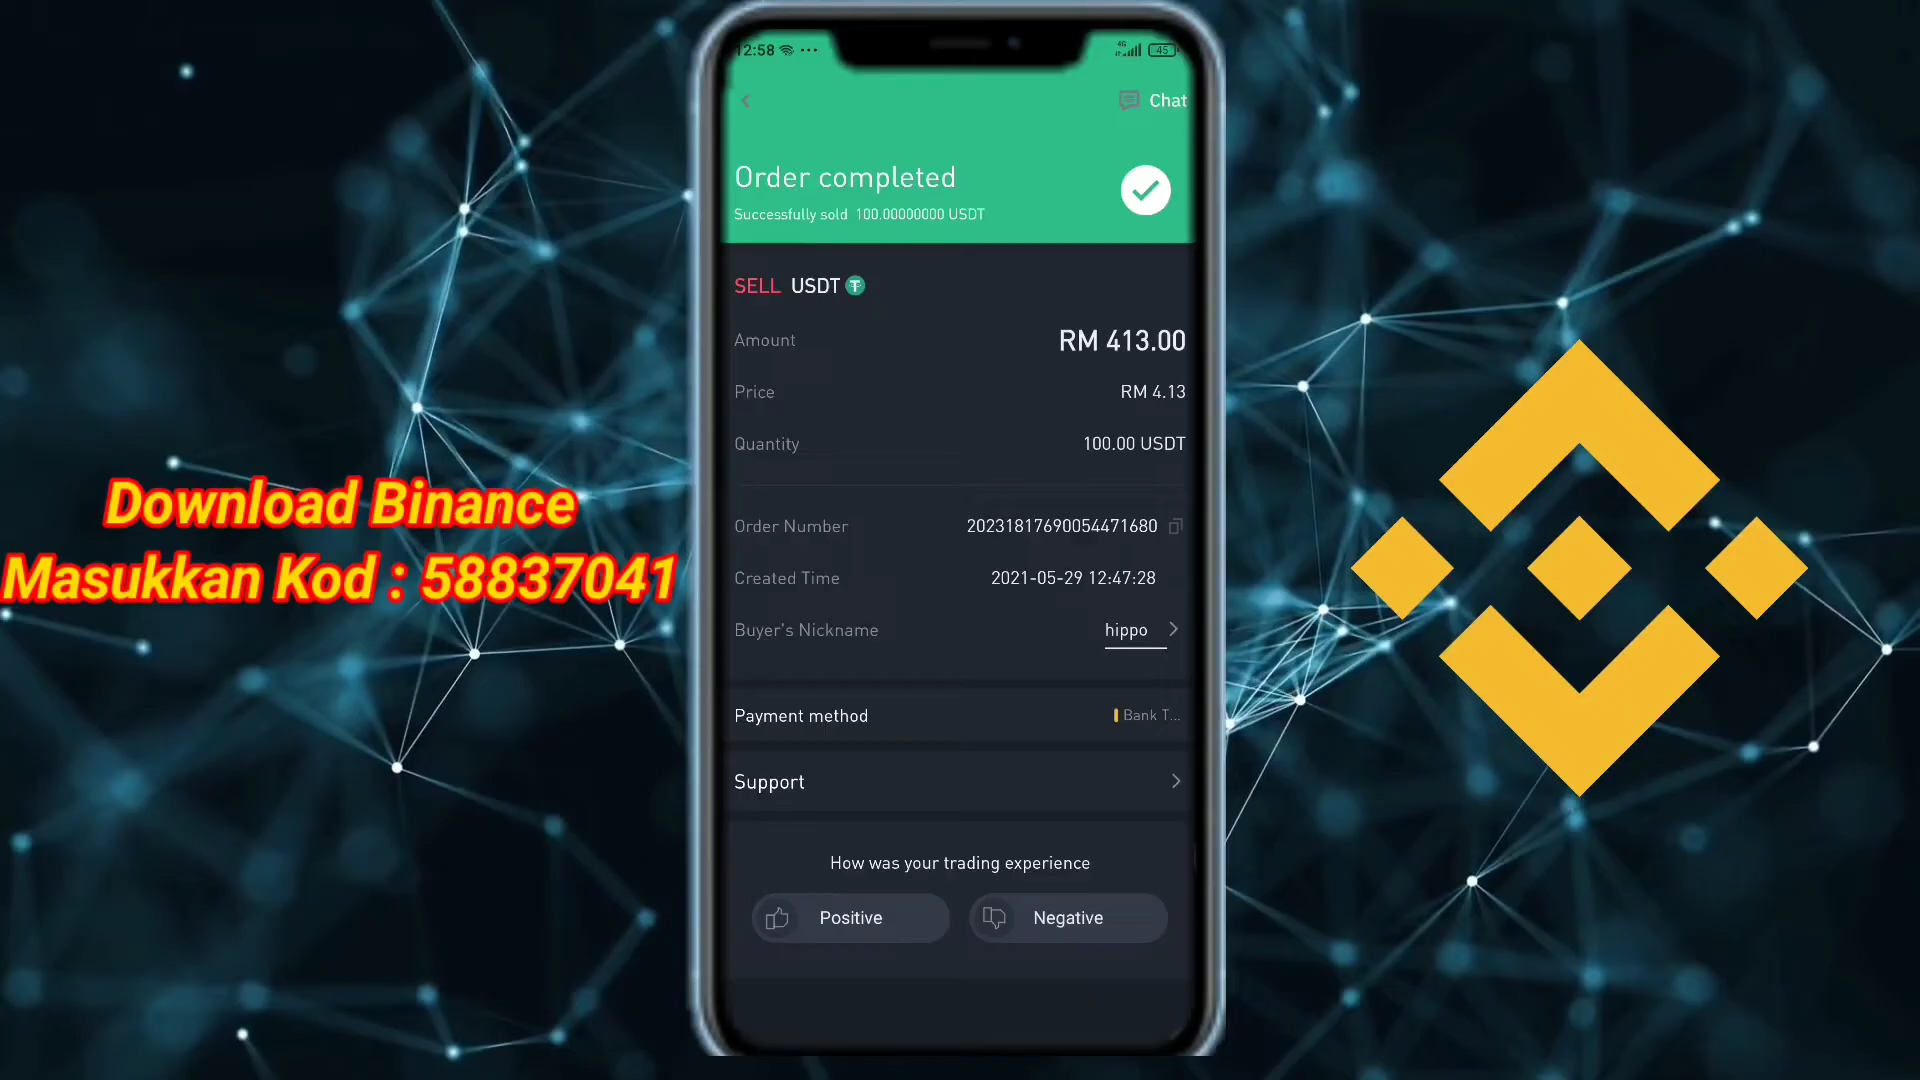 12:58
4G
45
Chat
Order completed
Successfully sold 100.00000000 USDT
SELL USDT
Amount RM 413.00
Price RM 4.13
Quantity 100.00 USDT
Order Number 20231817690054471680
Created Time 2021-05-29 12:47:28
Buyer's Nickname hippo
Payment method Bank T...
Support
How was your trading experience
Positive Negative
Download Binance
Masukkan Kod : 58837041